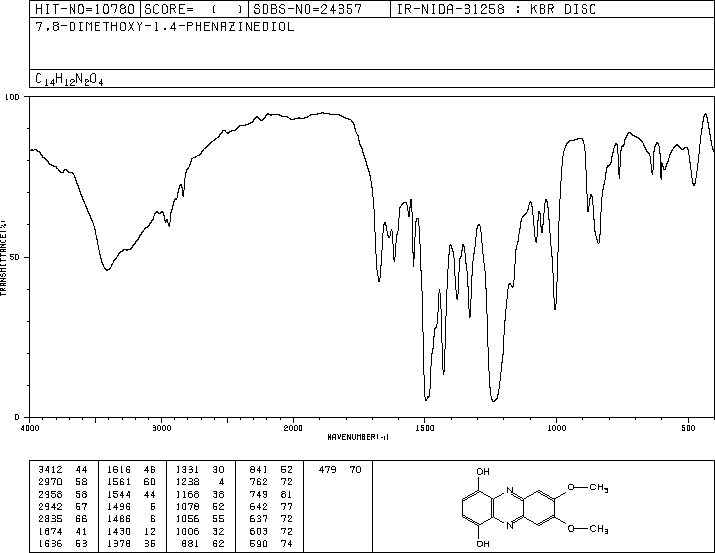 HIT-NO=10780 SCORE= ( ) SDBS-NO=24357 IR-NIDA-31258 : KBR DISC
7,8-DIMETHOXY-1,4-PHENAZINEDIOL
C14H12N2O4
100
50
0
TRANSMITTANCE(%)
4000 3000 2000 1500 1000 500
WAVENUMBER(-1)
3412 44 1616 46 1331 30 841 52 479 70
2970 58 1561 60 1238 4 762 72
2958 58 1544 44 1168 38 749 81
2942 57 1496 5 1078 52 642 77
2835 66 1486 6 1056 55 637 72
1674 41 1430 12 1006 32 603 72
1636 53 1378 35 881 62 590 74
OH
N
O-CH3
N
O-CH3
OH